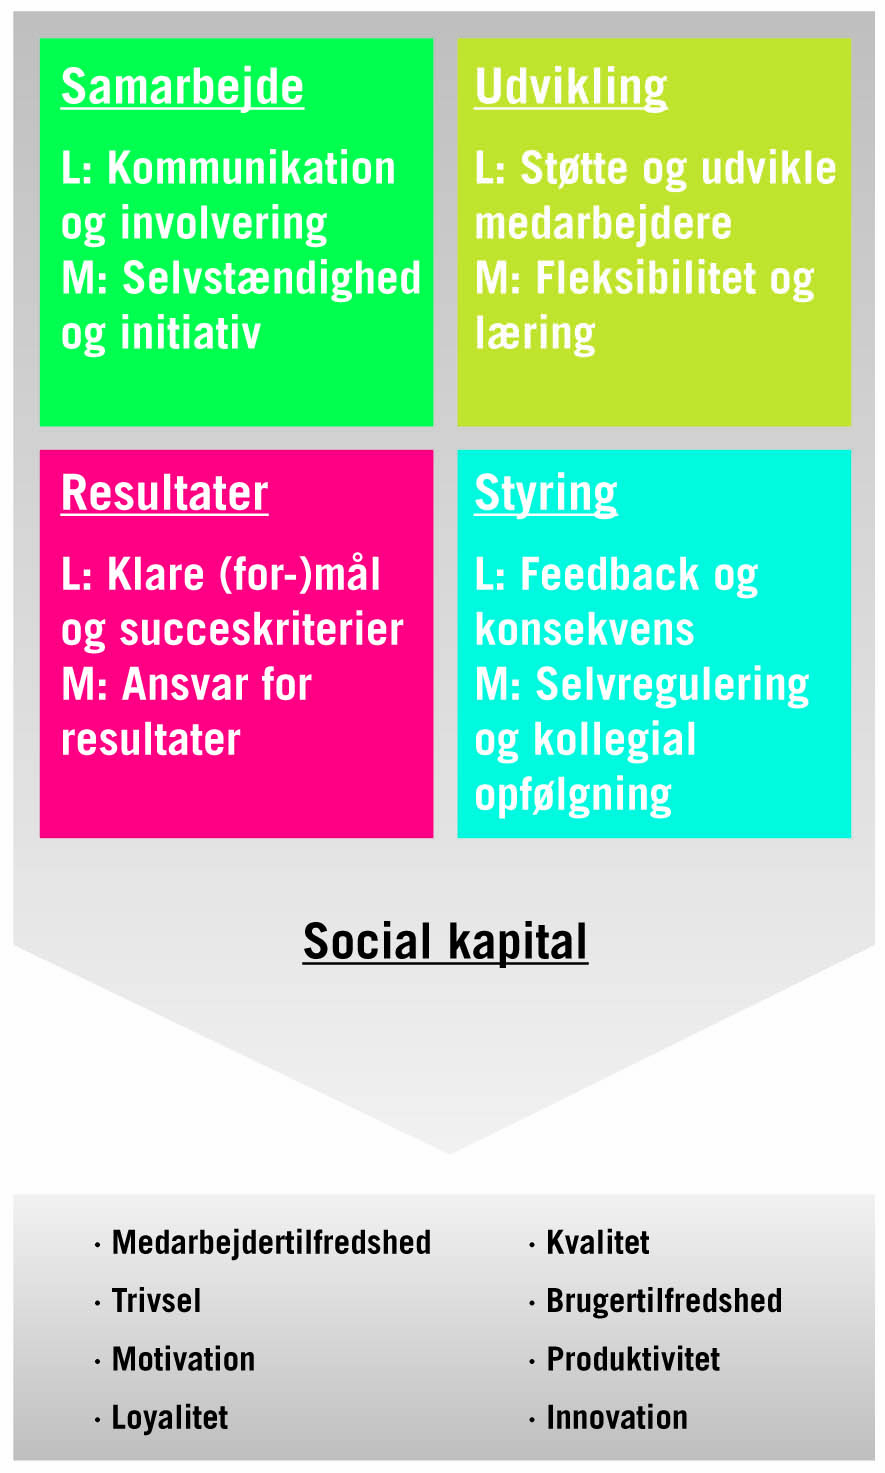 Samarbejde
L: Kommunikation
og involvering
M: Selvstændighed
og initiativ
Udvikling
L: Støtte og udvikle
medarbejdere
M: Fleksibilitet og
læring
Resultater
L: Klare (for-)mål
og succeskriterier
M: Ansvar for
resultater
Styring
L: Feedback og
konsekvens
M: Selvregulering
og kollegial
opfølgning
Social kapital
· Medarbejdertilfredshed
· Trivsel
· Motivation
· Loyalitet
· Kvalitet
· Brugertilfredshed
· Produktivitet
· Innovation